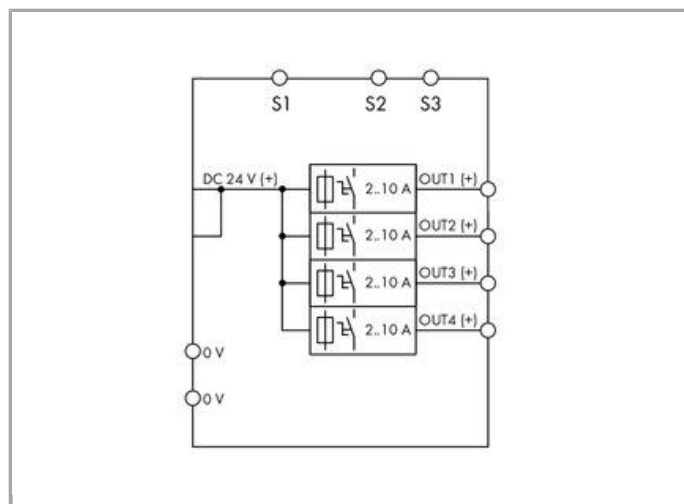 S1 S2 S3
DC 24 V (+) 2..10 A OUT1 (+)
2..10 A OUT2 (+)
2..10 A OUT3 (+)
2..10 A OUT4 (+)
0 V
0 V